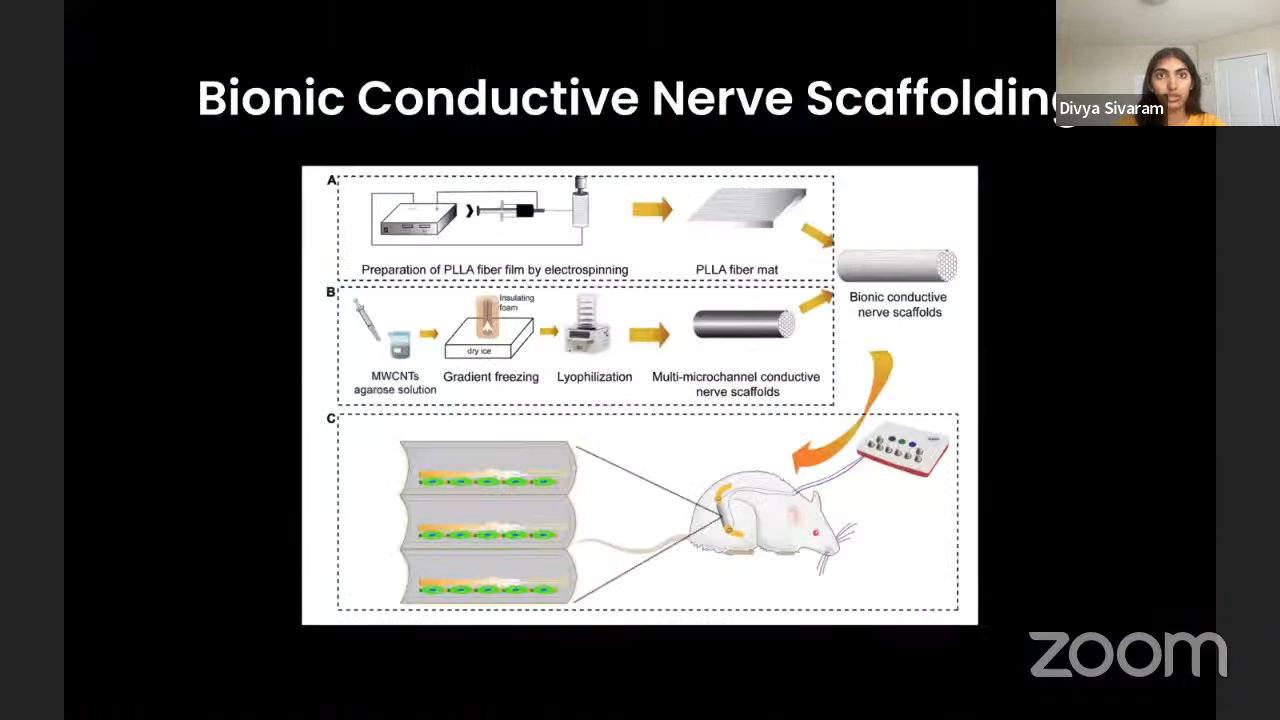 Bionic Conductive Nerve Scaffolding
Divya Sivaram
A
Preparation of PLLA fiber film by electrospinning
PLLA fiber mat
B
Insulating
foam
dry ice
MWCNTs
agarose solution
Gradient freezing
Lyophilization
Multi-microchannel conductive
nerve scaffolds
Bionic conductive
nerve scaffolds
C
zoom